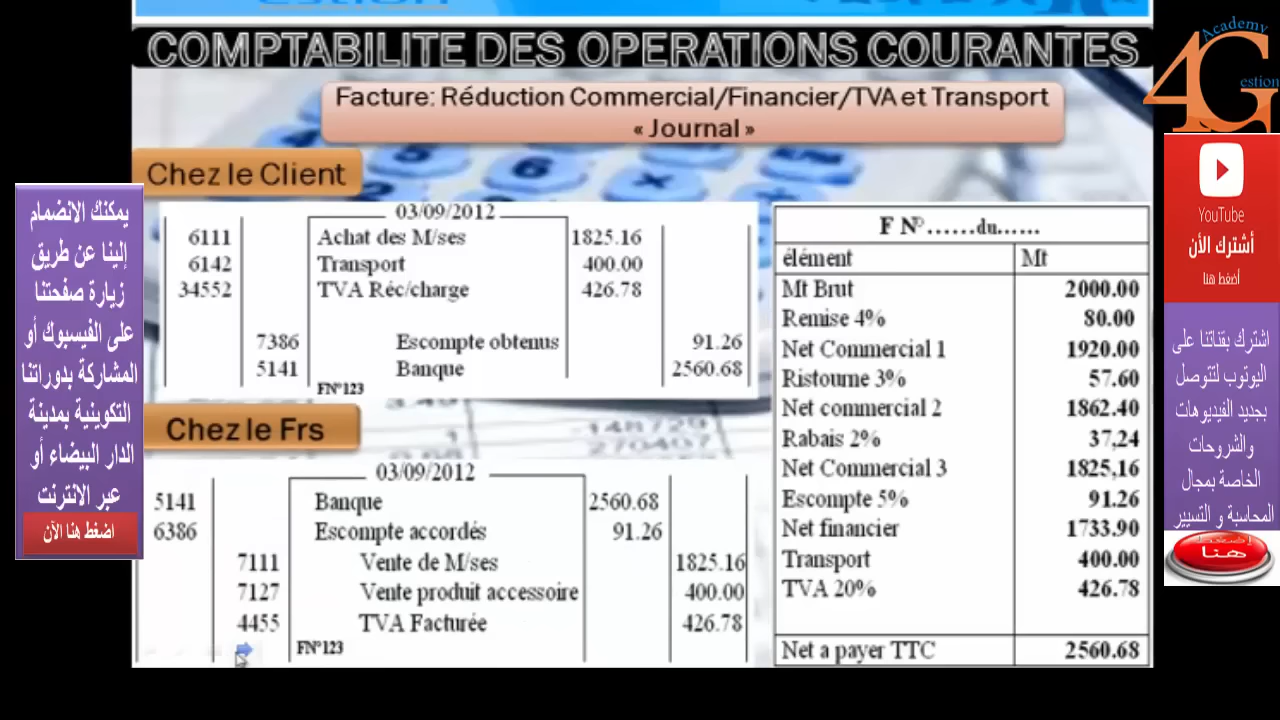 estion
COMPTABILITE DES OPERATIONS COURANTES
Academy
4G
estion
Facture: Réduction Commercial/Financier/TVA et Transport
« Journal »
Chez le Client
03/09/2012
6111 Achat des M/ses 1825.16
6142 Transport 400.00
34552 TVA Réc/charge 426.78
7386 Escompte obtenus 91.26
5141 Banque 2560.68
FN°123
Chez le Frs
03/09/2012
5141 Banque 2560.68
6386 Escompte accordés 91.26
7111 Vente de M/ses 1825.16
7127 Vente produit accessoire 400.00
4455 TVA Facturée 426.78
FN°123
F N°......du......
élément Mt
Mt Brut 2000.00
Remise 4% 80.00
Net Commercial 1 1920.00
Ristourne 3% 57.60
Net commercial 2 1862.40
Rabais 2% 37,24
Net Commercial 3 1825,16
Escompte 5% 91.26
Net financier 1733.90
Transport 400.00
TVA 20% 426.78
Net a payer TTC 2560.68
يمكنك الانضمام
إلينا عن طريق
زيارة صفحتنا
على الفيسبوك أو
المشاركة بدوراتنا
التكوينية بمدينة
الدار البيضاء أو
عبر الانترنت
اضغط هنا الآن
YouTube
أشترك الأن
أضغط هنا
اشترك بقناتنا على
اليوتوب لتتوصل
بجديد الفيديوهات
والشروحات
الخاصة بمجال
المحاسبة و التسيير
إضغط
هنا